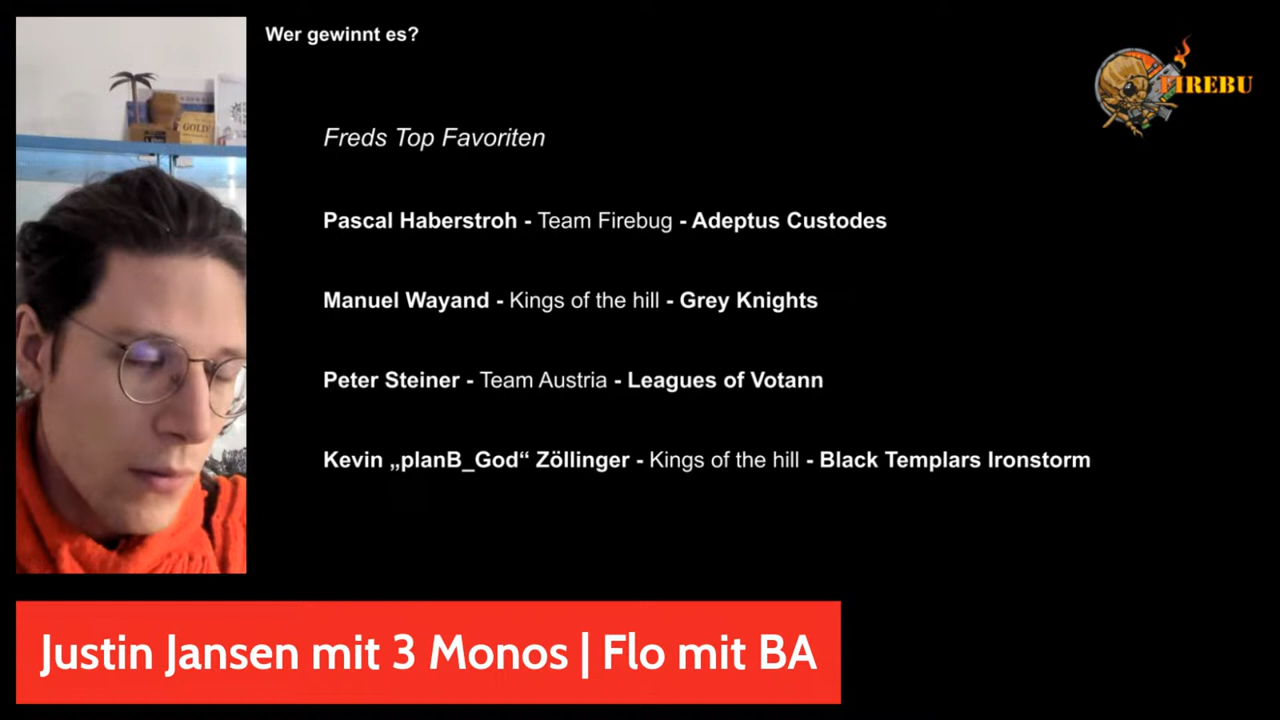 Wer gewinnt es?
FIREBU
GOLD!
Freds Top Favoriten
Pascal Haberstroh - Team Firebug - Adeptus Custodes
Manuel Wayand - Kings of the hill - Grey Knights
Peter Steiner - Team Austria - Leagues of Votann
Kevin „planB_God“ Zöllinger - Kings of the hill - Black Templars Ironstorm
Justin Jansen mit 3 Monos | Flo mit BA